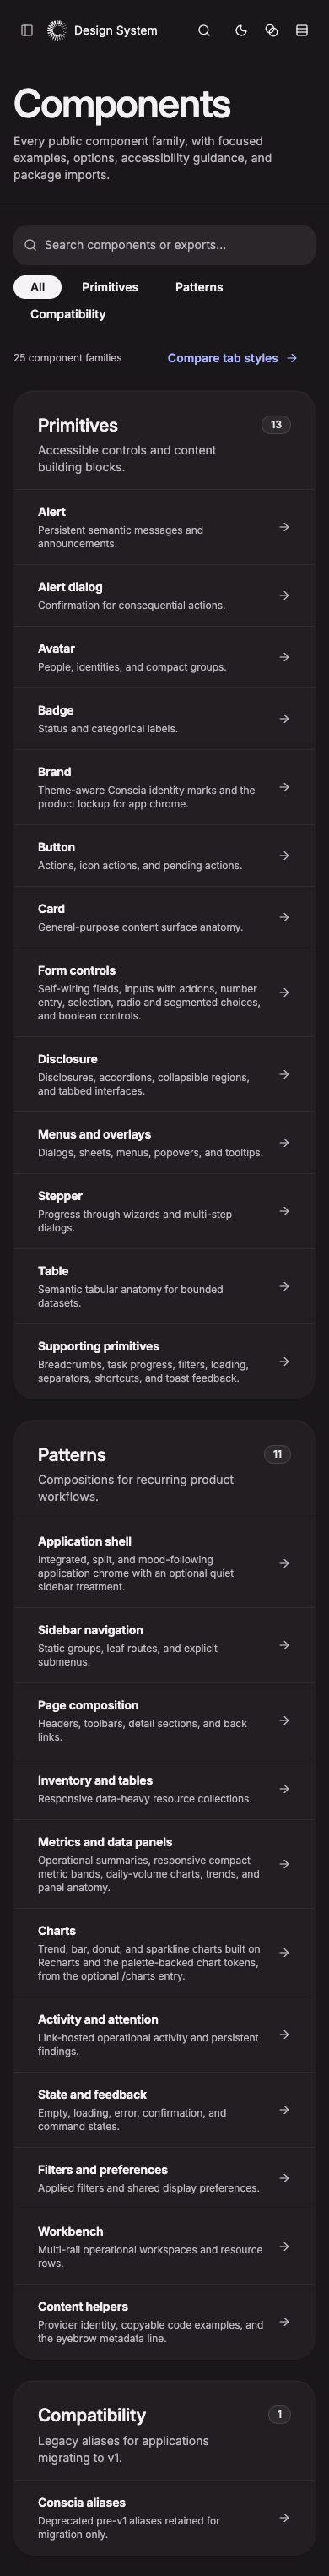 Design System
Components
Every public component family, with focused
examples, options, accessibility guidance, and
package imports.
Search components or exports...
All
Primitives
Patterns
Compatibility
25 component families
Compare tab styles
Primitives
13
Accessible controls and content
building blocks.
Alert
Persistent semantic messages and
announcements.
Alert dialog
Confirmation for consequential actions.
Avatar
People, identities, and compact groups.
Badge
Status and categorical labels.
Brand
Theme-aware Conscia identity marks and the
product lockup for app chrome.
Button
Actions, icon actions, and pending actions.
Card
General-purpose content surface anatomy.
Form controls
Self-wiring fields, inputs with addons, number
entry, selection, radio and segmented choices,
and boolean controls.
Disclosure
Disclosures, accordions, collapsible regions,
and tabbed interfaces.
Menus and overlays
Dialogs, sheets, menus, popovers, and tooltips.
Stepper
Progress through wizards and multi-step
dialogs.
Table
Semantic tabular anatomy for bounded
datasets.
Supporting primitives
Breadcrumbs, task progress, filters, loading,
separators, shortcuts, and toast feedback.
Patterns
11
Compositions for recurring product
workflows.
Application shell
Integrated, split, and mood-following
application chrome with an optional quiet
sidebar treatment.
Sidebar navigation
Static groups, leaf routes, and explicit
submenus.
Page composition
Headers, toolbars, detail sections, and back
links.
Inventory and tables
Responsive data-heavy resource collections.
Metrics and data panels
Operational summaries, responsive compact
metric bands, daily-volume charts, trends, and
panel anatomy.
Charts
Trend, bar, donut, and sparkline charts built on
Recharts and the palette-backed chart tokens,
from the optional /charts entry.
Activity and attention
Link-hosted operational activity and persistent
findings.
State and feedback
Empty, loading, error, confirmation, and
command states.
Filters and preferences
Applied filters and shared display preferences.
Workbench
Multi-rail operational workspaces and resource
rows.
Content helpers
Provider identity, copyable code examples, and
the eyebrow metadata line.
Compatibility
1
Legacy aliases for applications
migrating to v1.
Conscia aliases
Deprecated pre-v1 aliases retained for
migration only.